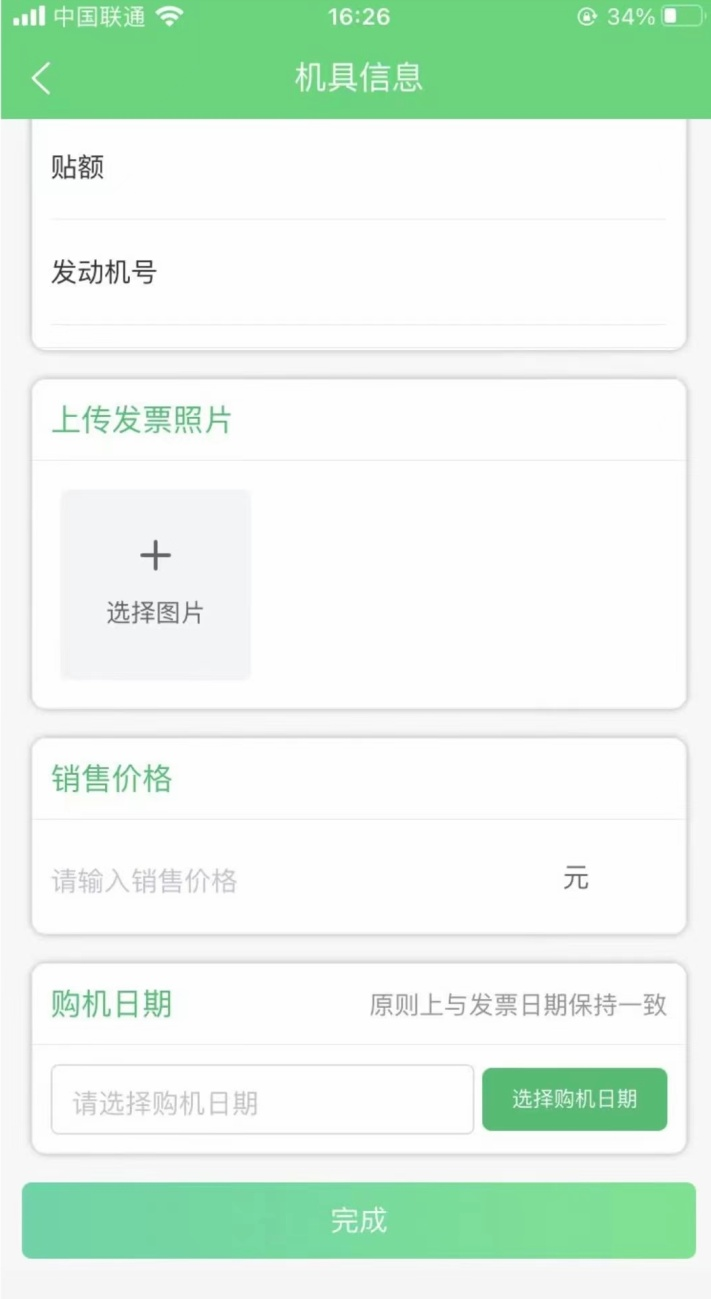 中国联通 16:26 34%
机具信息
贴额
发动机号
上传发票照片
+
选择图片
销售价格
请输入销售价格 元
购机日期 原则上与发票日期保持一致
请选择购机日期 选择购机日期
完成